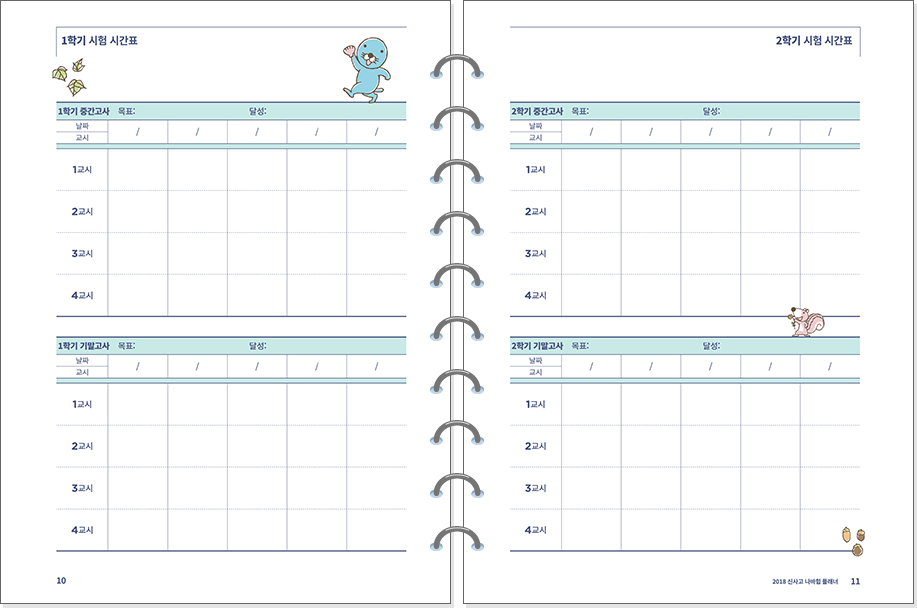 1학기 시험 시간표
1학기 중간고사 목표: 달성:
날짜 / / / / /
교시
1교시
2교시
3교시
4교시
1학기 기말고사 목표: 달성:
날짜 / / / / /
교시
1교시
2교시
3교시
4교시
10
2학기 시험 시간표
2학기 중간고사 목표: 달성:
날짜 / / / / /
교시
1교시
2교시
3교시
4교시
2학기 기말고사 목표: 달성:
날짜 / / / / /
교시
1교시
2교시
3교시
4교시
2018 신사고 나바힘 플래너 11